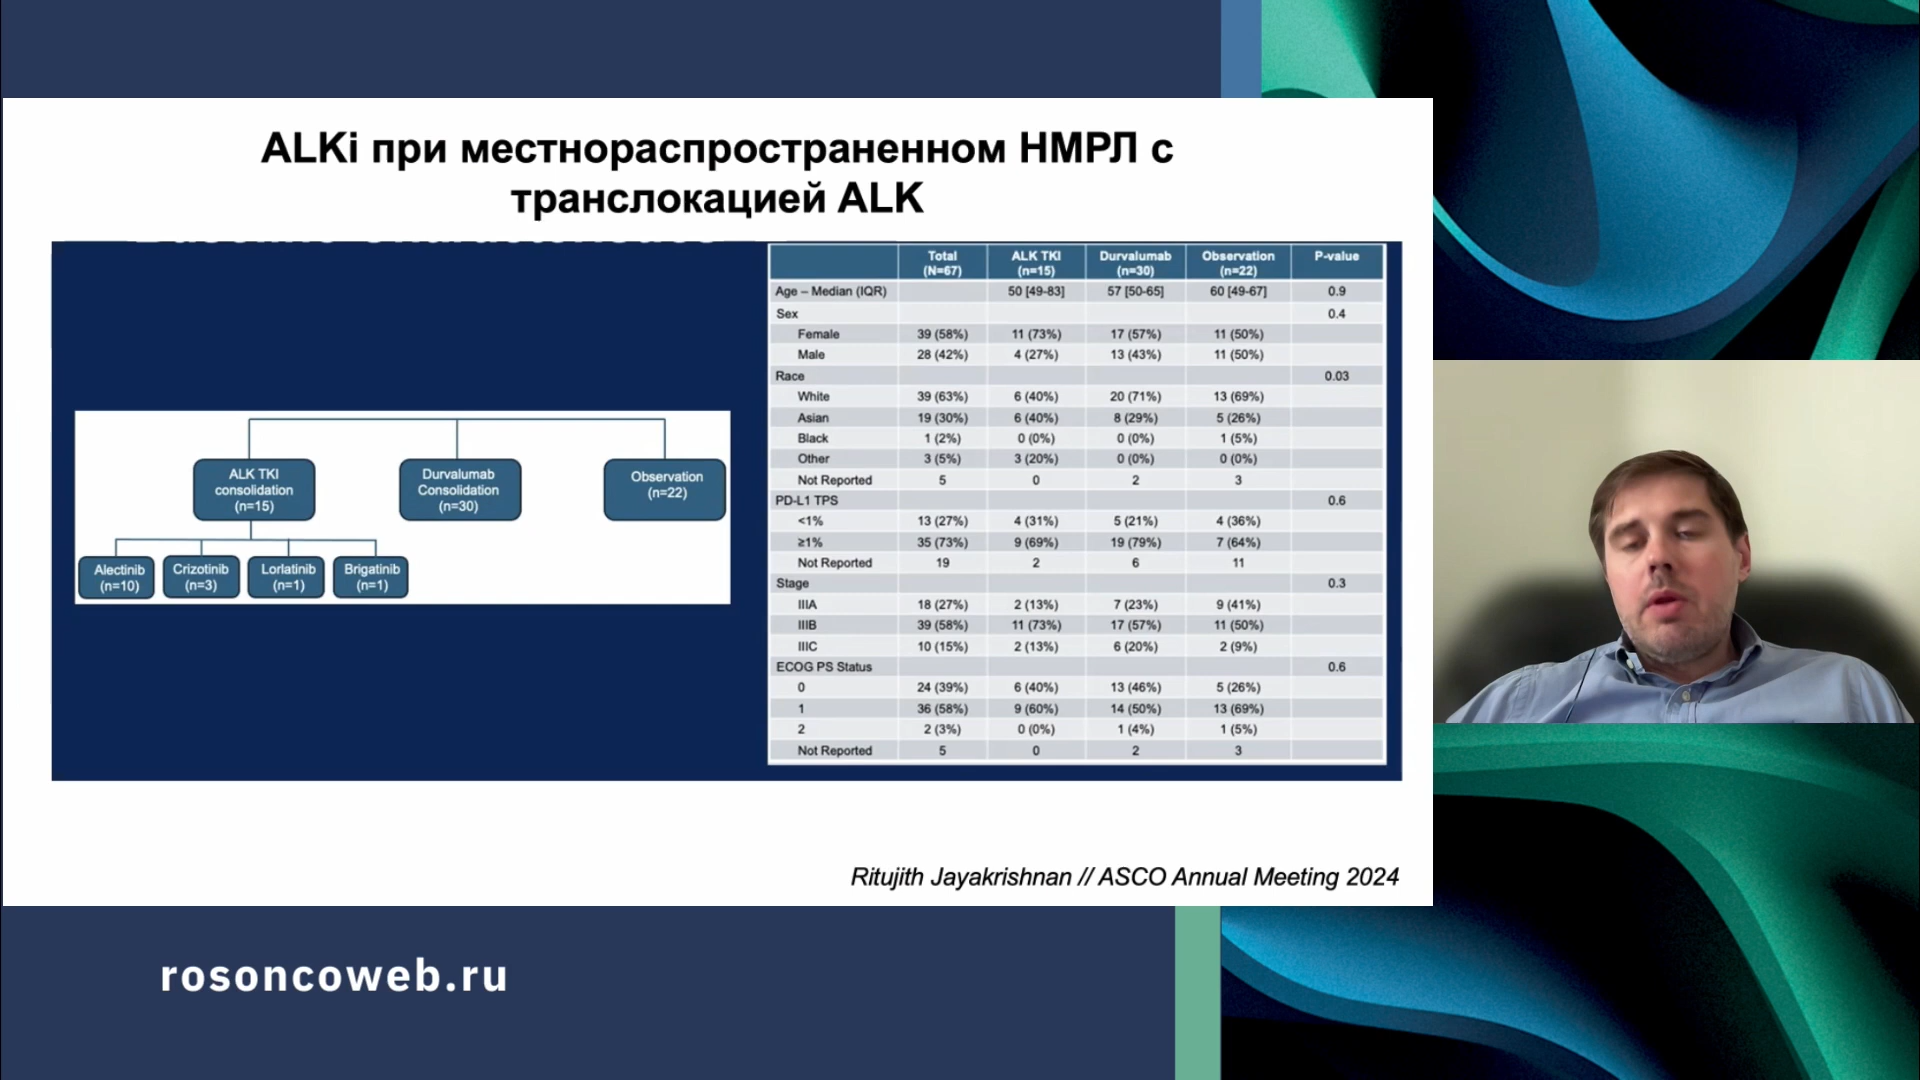 ALKi при местнораспространенном НМРЛ с
транслокацией ALK
ALK TKI
consolidation
(n=15)
Durvalumab
Consolidation
(n=30)
Observation
(n=22)
Alectinib
(n=10)
Crizotinib
(n=3)
Lorlatinib
(n=1)
Brigatinib
(n=1)
Total (N=67) ALK TKI (n=15) Durvalumab (n=30) Observation (n=22) P-value
Age – Median (IQR) 50 [49-83] 57 [50-65] 60 [49-67] 0.9
Sex 0.4
Female 39 (58%) 11 (73%) 17 (57%) 11 (50%)
Male 28 (42%) 4 (27%) 13 (43%) 11 (50%)
Race 0.03
White 39 (63%) 6 (40%) 20 (71%) 13 (69%)
Asian 19 (30%) 6 (40%) 8 (29%) 5 (26%)
Black 1 (2%) 0 (0%) 0 (0%) 1 (5%)
Other 3 (5%) 3 (20%) 0 (0%) 0 (0%)
Not Reported 5 0 2 3
PD-L1 TPS 0.6
<1% 13 (27%) 4 (31%) 5 (21%) 4 (36%)
≥1% 35 (73%) 9 (69%) 19 (79%) 7 (64%)
Not Reported 19 2 6 11
Stage 0.3
IIIA 18 (27%) 2 (13%) 7 (23%) 9 (41%)
IIIB 39 (58%) 11 (73%) 17 (57%) 11 (50%)
IIIC 10 (15%) 2 (13%) 6 (20%) 2 (9%)
ECOG PS Status 0.6
0 24 (39%) 6 (40%) 13 (46%) 5 (26%)
1 36 (58%) 9 (60%) 14 (50%) 13 (69%)
2 2 (3%) 0 (0%) 1 (4%) 1 (5%)
Not Reported 5 0 2 3
Ritujith Jayakrishnan // ASCO Annual Meeting 2024
rosoncoweb.ru